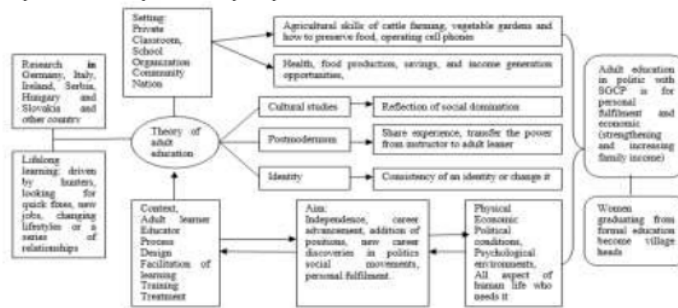 Setting:
Private
Classroom,
School
Organization
Community
Nation
Agricultural skills of cattle farming, vegetable gardens and
how to preserve food, operating cell phones
Health, food production, savings, and income generation
opportunities,
Research in
Germany, Italy,
Ireland, Serbia,
Hungary and
Slovakia and
other country
Lifelong
learning: driven
by hunters,
looking for
quick fixes, new
jobs, changing
lifestyles or a
series of
relationships
Theory of
adult
education
Cultural studies
Reflection of social domination
Postmodernism
Share experience, transfer the power
from instructor to adult leaner
Identity
Consistency of an identity or change it
Context,
Adult learner
Educator
Process
Design
Facilitation of
learning
Training
Treatment
Aim:
Independence, career
advancement, addition of
positions, new career
discoveries in politics
social movements,
personal fulfilment.
Physical
Economic
Political
conditions,
Psychological
environments,
All aspect of
human life who
needs it
Adult education
in politic with
SOCP is for
personal
fulfilment and
economic
(strengthening
and increasing
family income)
Women
graduating from
formal education
become village
heads